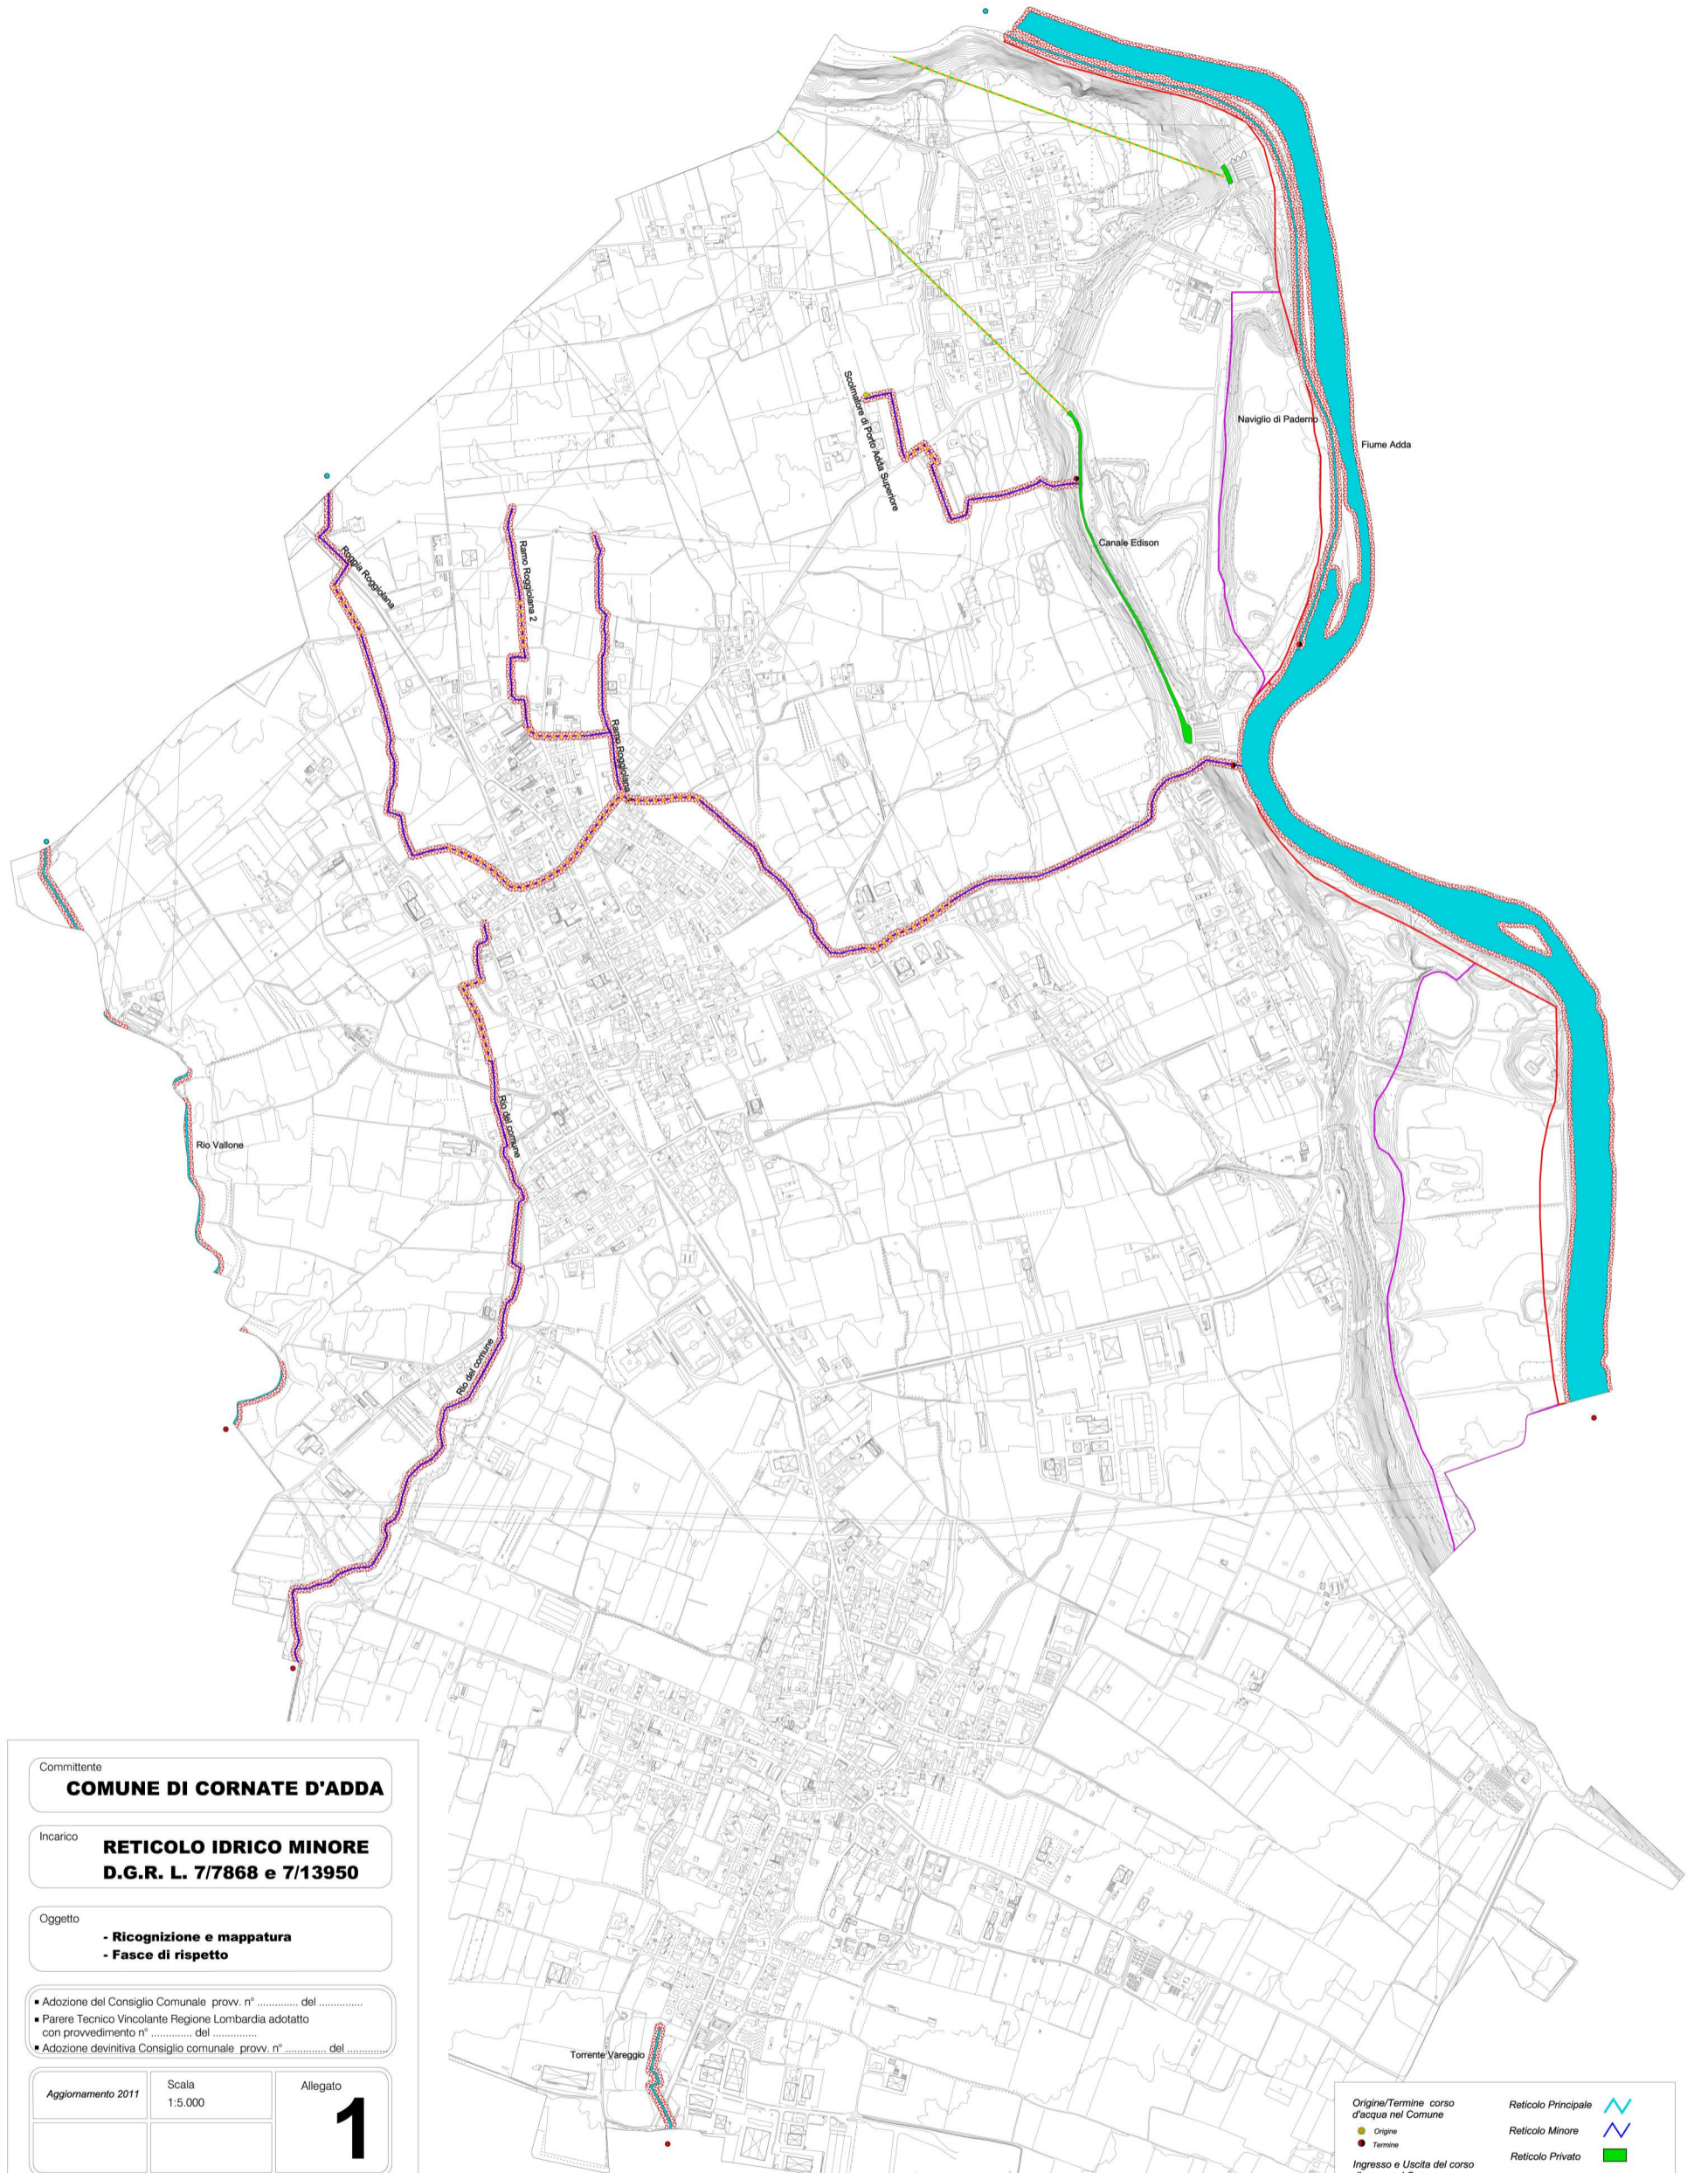 Scolmatore di Porto Adda Superiore
Naviglio di Paderno
Fiume Adda
Canale Edison
Roggia Roggiolana
Ramo Roggiolana 2
Ramo Roggiolana
Rio del comune
Rio Vallone
Rio del comune
Torrente Vareggio
Committente
COMUNE DI CORNATE D'ADDA
Incarico
RETICOLO IDRICO MINORE
D.G.R. L. 7/7868 e 7/13950
Oggetto
- Ricognizione e mappatura
- Fasce di rispetto
▪ Adozione del Consiglio Comunale provv. n° ............. del ..............
▪ Parere Tecnico Vincolante Regione Lombardia adotatto
con provvedimento n° ............. del ..............
▪ Adozione devinitiva Consiglio comunale provv. n° ............. del .............
Aggiornamento 2011
Scala
1:5.000
Allegato
1
Origine/Termine corso
d'acqua nel Comune
Origine
Termine
Ingresso e Uscita del corso
Reticolo Principale
Reticolo Minore
Reticolo Privato